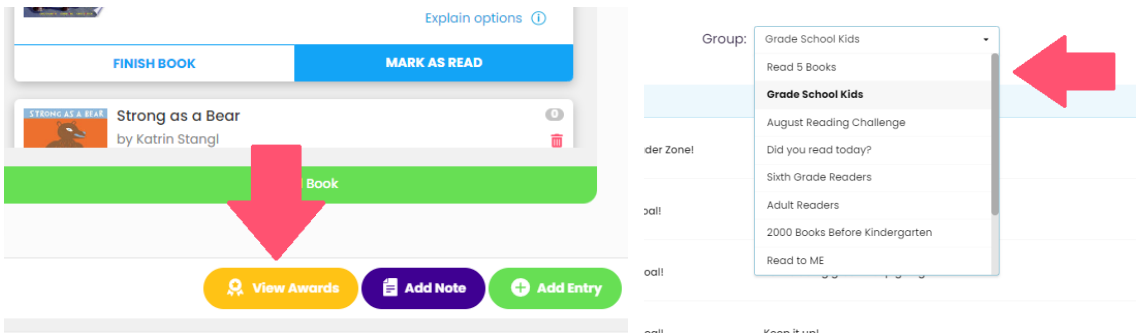 Explain options
FINISH BOOK
MARK AS READ
STRONG AS A BEAR
Strong as a Bear
0
by Katrin Stangl
Book
View Awards
Add Note
Add Entry
Group:
Grade School Kids
Read 5 Books
Grade School Kids
August Reading Challenge
der Zone!
Did you read today?
Sixth Grade Readers
Adult Readers
oal!
2000 Books Before Kindergarten
Read to ME
oal!
Keep it up!